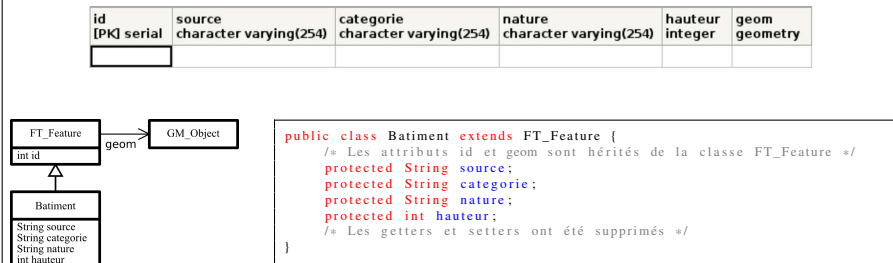 id source categorie nature hauteur geom
[PK] serial character varying(254) character varying(254) character varying(254) integer geometry
FT_Feature
int id
geom
GM_Object
Batiment
String source
String categorie
String nature
int hauteur
public class Batiment extends FT_Feature {
/* Les attributs id et geom sont hérités de la classe FT_Feature */
protected String source;
protected String categorie;
protected String nature;
protected int hauteur;
/* Les getters et setters ont été supprimés */
}